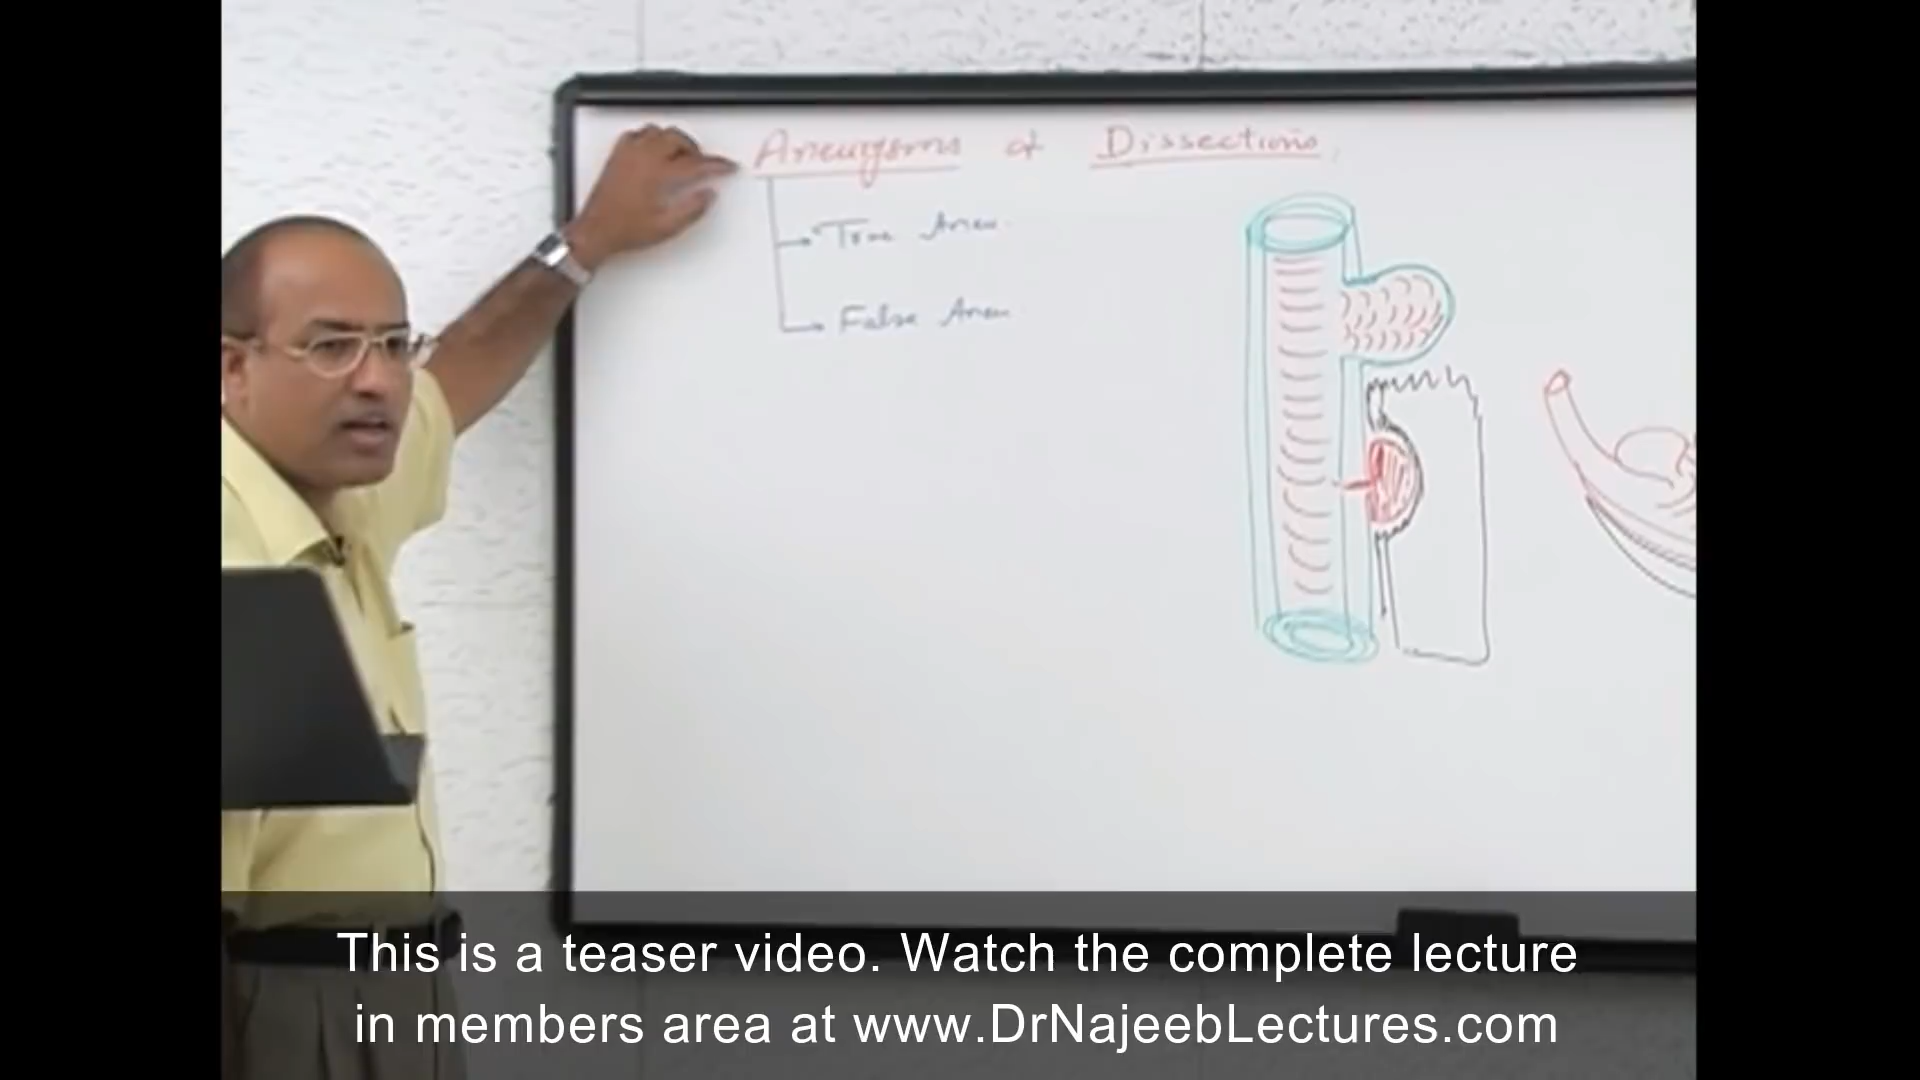 Aneurysms & Dissections
True Aneu.
False Aneu
This is a teaser video. Watch the complete lecture
in members area at www.DrNajeebLectures.com